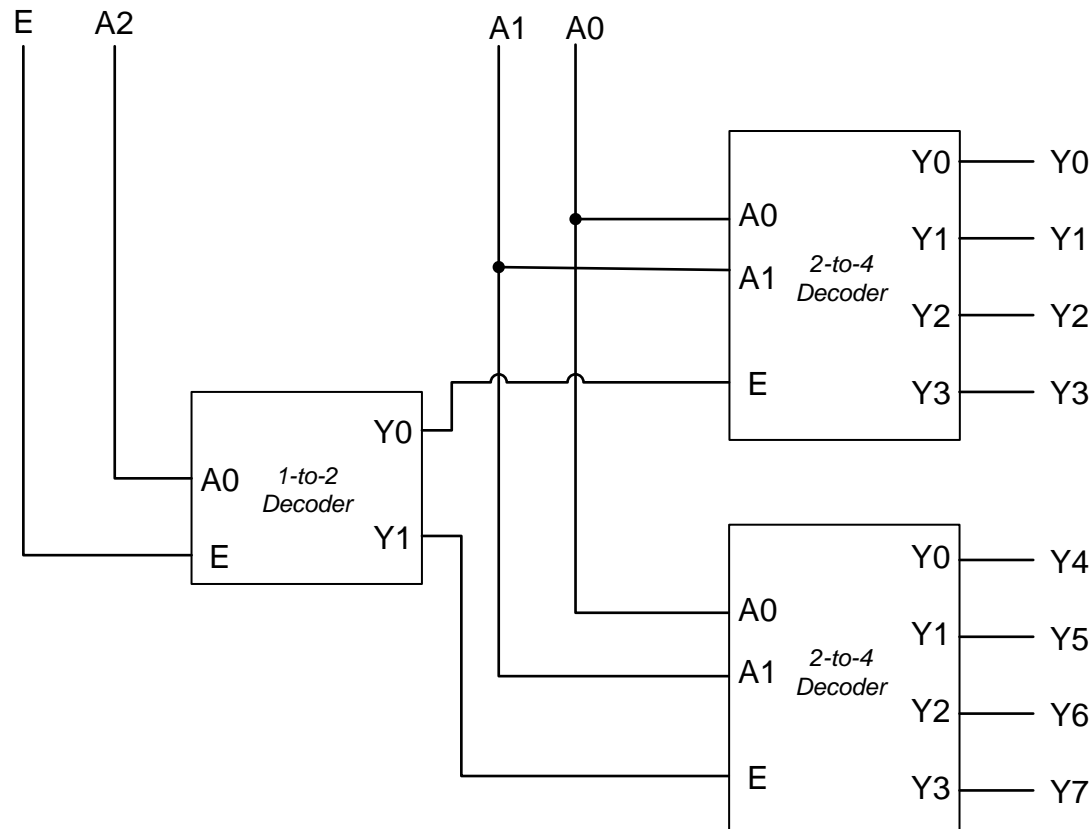 E A2 A1 A0
Y0 Y0
A0
Y1 Y1
A1
2-to-4
Decoder
Y2 Y2
E
Y3 Y3
Y0
A0
1-to-2
Decoder
Y1
E
Y0 Y4
A0
Y1 Y5
A1
2-to-4
Decoder
Y2 Y6
E
Y3 Y7